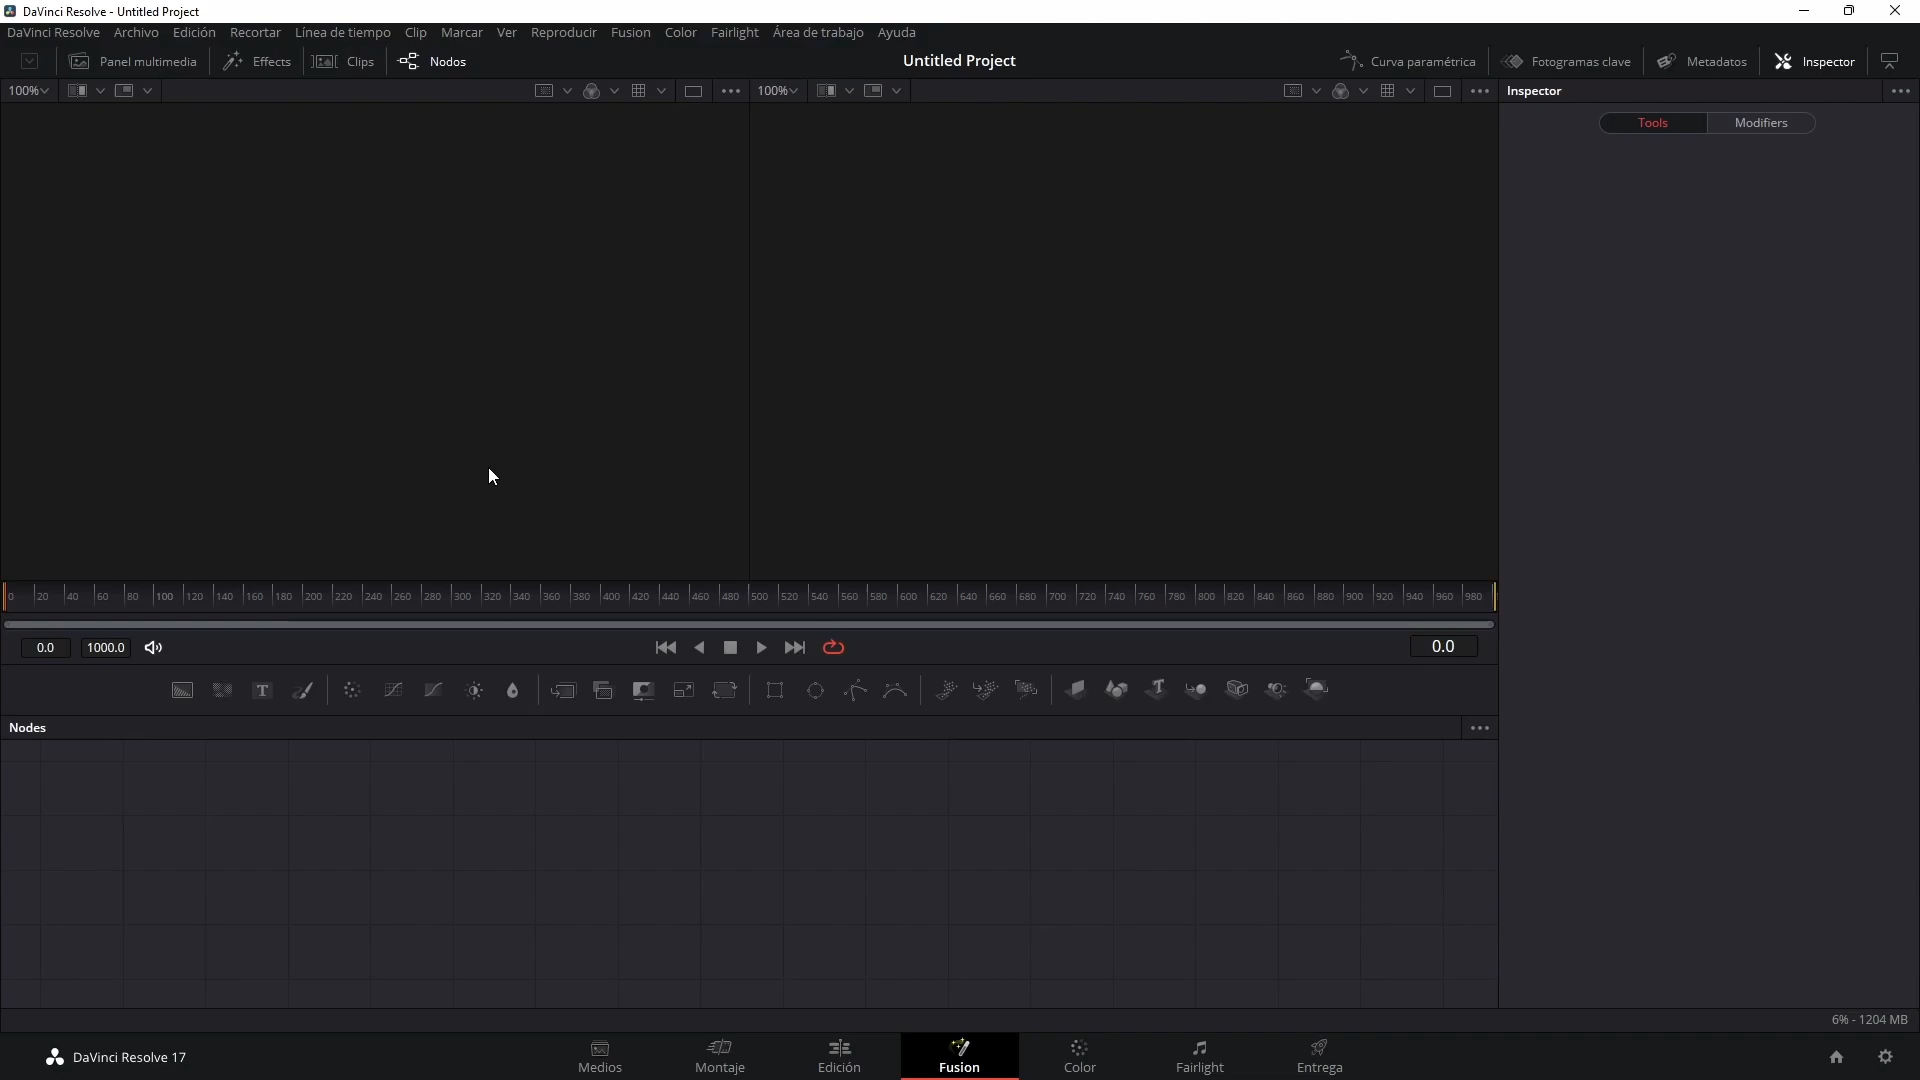 DaVinci Resolve - Untitled Project
DaVinci Resolve Archivo Edición Recortar Línea de tiempo Clip Marcar Ver Reproducir Fusion Color Fairlight Área de trabajo Ayuda
Panel multimedia Effects Clips Nodos Untitled Project Curva paramétrica Fotogramas clave Metadatos Inspector
100% 100% Inspector
Tools Modifiers
0 20 40 60 80 100 120 140 160 180 200 220 240 260 280 300 320 340 360 380 400 420 440 460 480 500 520 540 560 580 600 620 640 660 680 700 720 740 760 780 800 820 840 860 880 900 920 940 960 980
0.0 1000.0 0.0
T T
Nodes
6% - 1204 MB
DaVinci Resolve 17 Medios Montaje Edición Fusion Color Fairlight Entrega